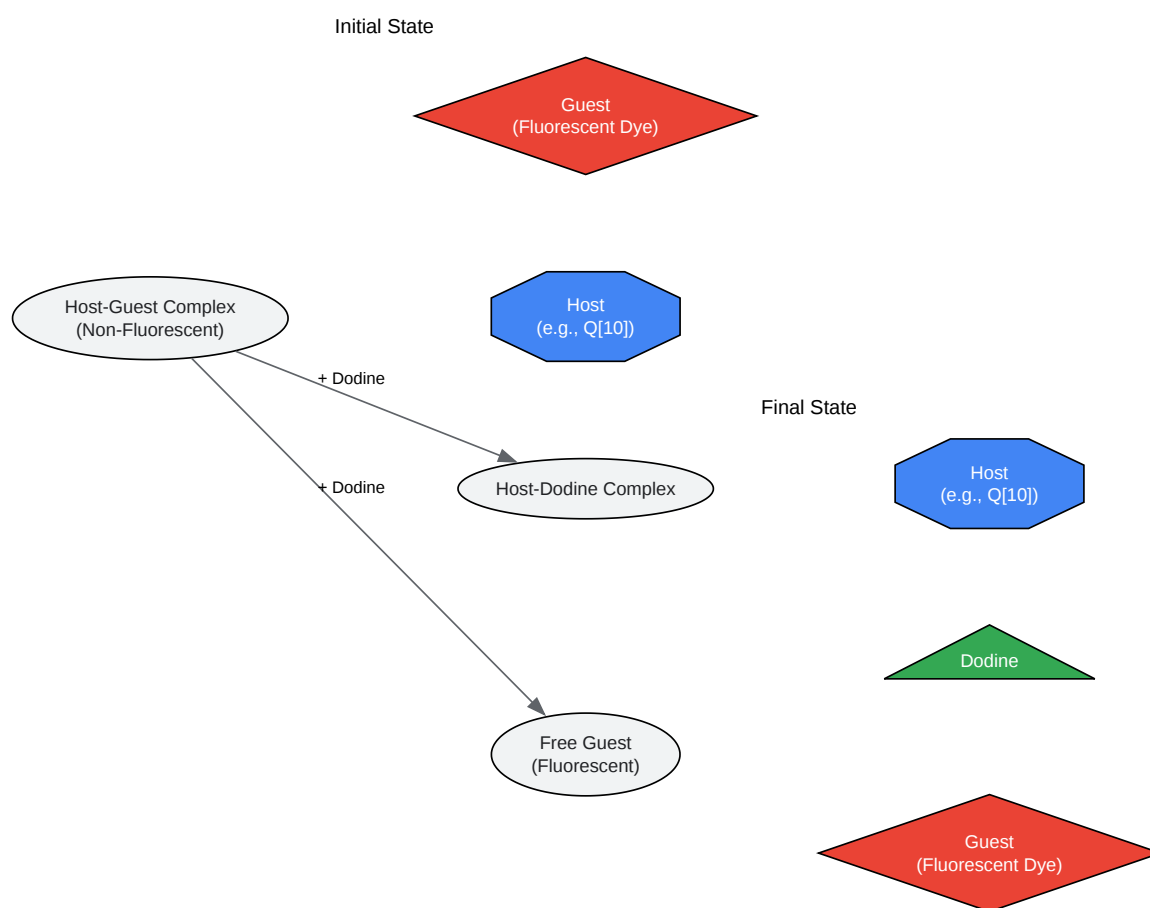 Initial State
Guest
(Fluorescent Dye)
Host-Guest Complex
(Non-Fluorescent)
Host
(e.g., Q[10])
+ Dodine
Final State
Host-Dodine Complex
Host
(e.g., Q[10])
+ Dodine
Dodine
Free Guest
(Fluorescent)
Guest
(Fluorescent Dye)